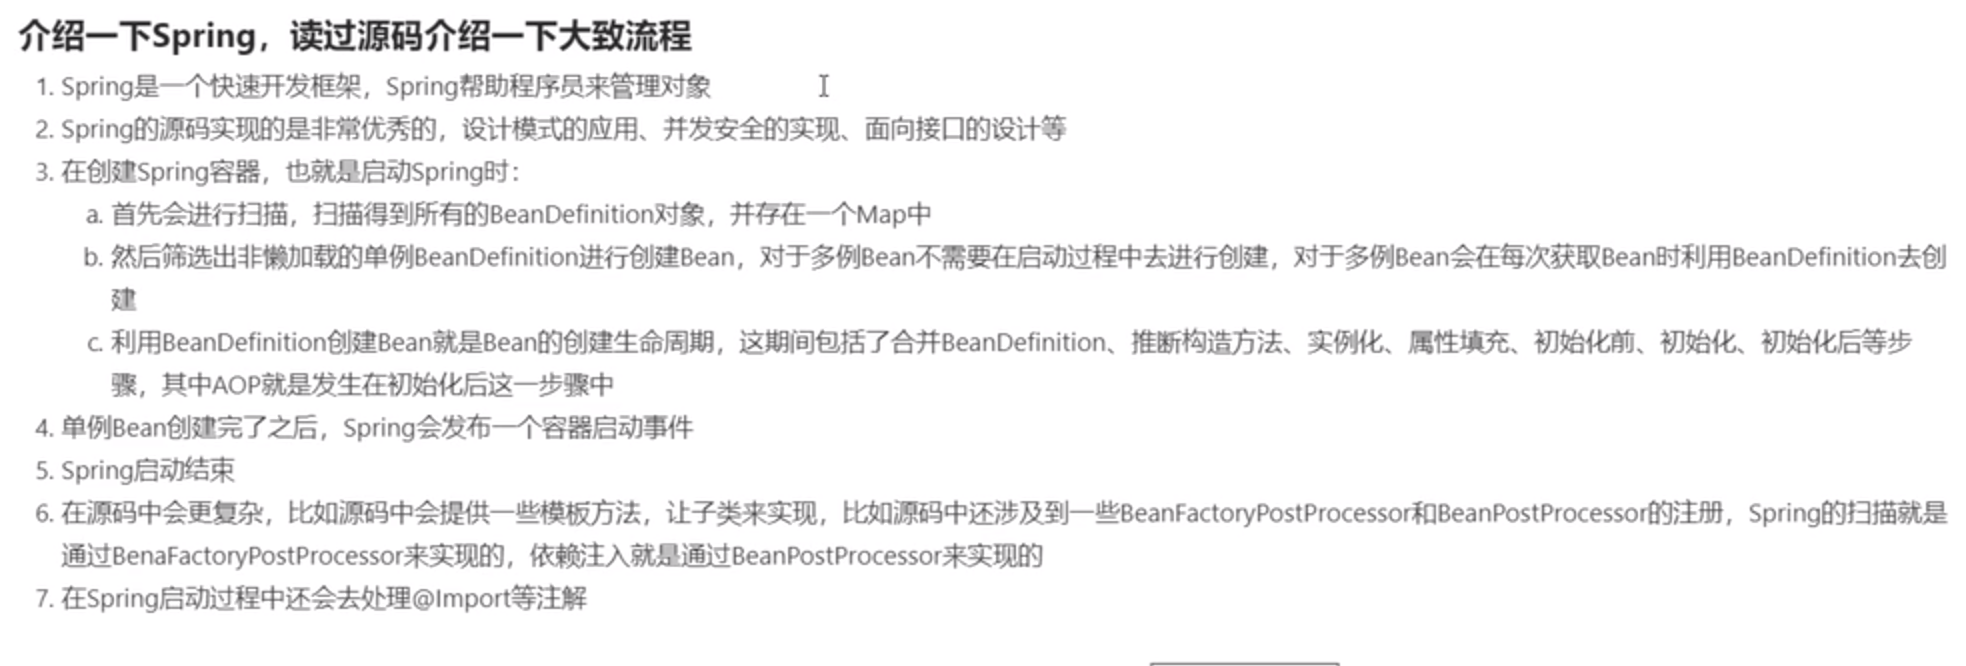 介绍一下Spring，读过源码介绍一下大致流程
1. Spring是一个快速开发框架，Spring帮助程序员来管理对象
2. Spring的源码实现的是非常优秀的，设计模式的应用、并发安全的实现、面向接口的设计等
3. 在创建Spring容器，也就是启动Spring时：
a. 首先会进行扫描，扫描得到所有的BeanDefinition对象，并存在一个Map中
b. 然后筛选出非懒加载的单例BeanDefinition进行创建Bean，对于多例Bean不需要在启动过程中去进行创建，对于多例Bean会在每次获取Bean时利用BeanDefinition去创
建
c. 利用BeanDefinition创建Bean就是Bean的创建生命周期，这期间包括了合并BeanDefinition、推断构造方法、实例化、属性填充、初始化前、初始化、初始化后等步
骤，其中AOP就是发生在初始化后这一步骤中
4. 单例Bean创建完了之后，Spring会发布一个容器启动事件
5. Spring启动结束
6. 在源码中会更复杂，比如源码中会提供一些模板方法，让子类来实现，比如源码中还涉及到一些BeanFactoryPostProcessor和BeanPostProcessor的注册，Spring的扫描就是
通过BenaFactoryPostProcessor来实现的，依赖注入就是通过BeanPostProcessor来实现的
7. 在Spring启动过程中还会去处理@Import等注解